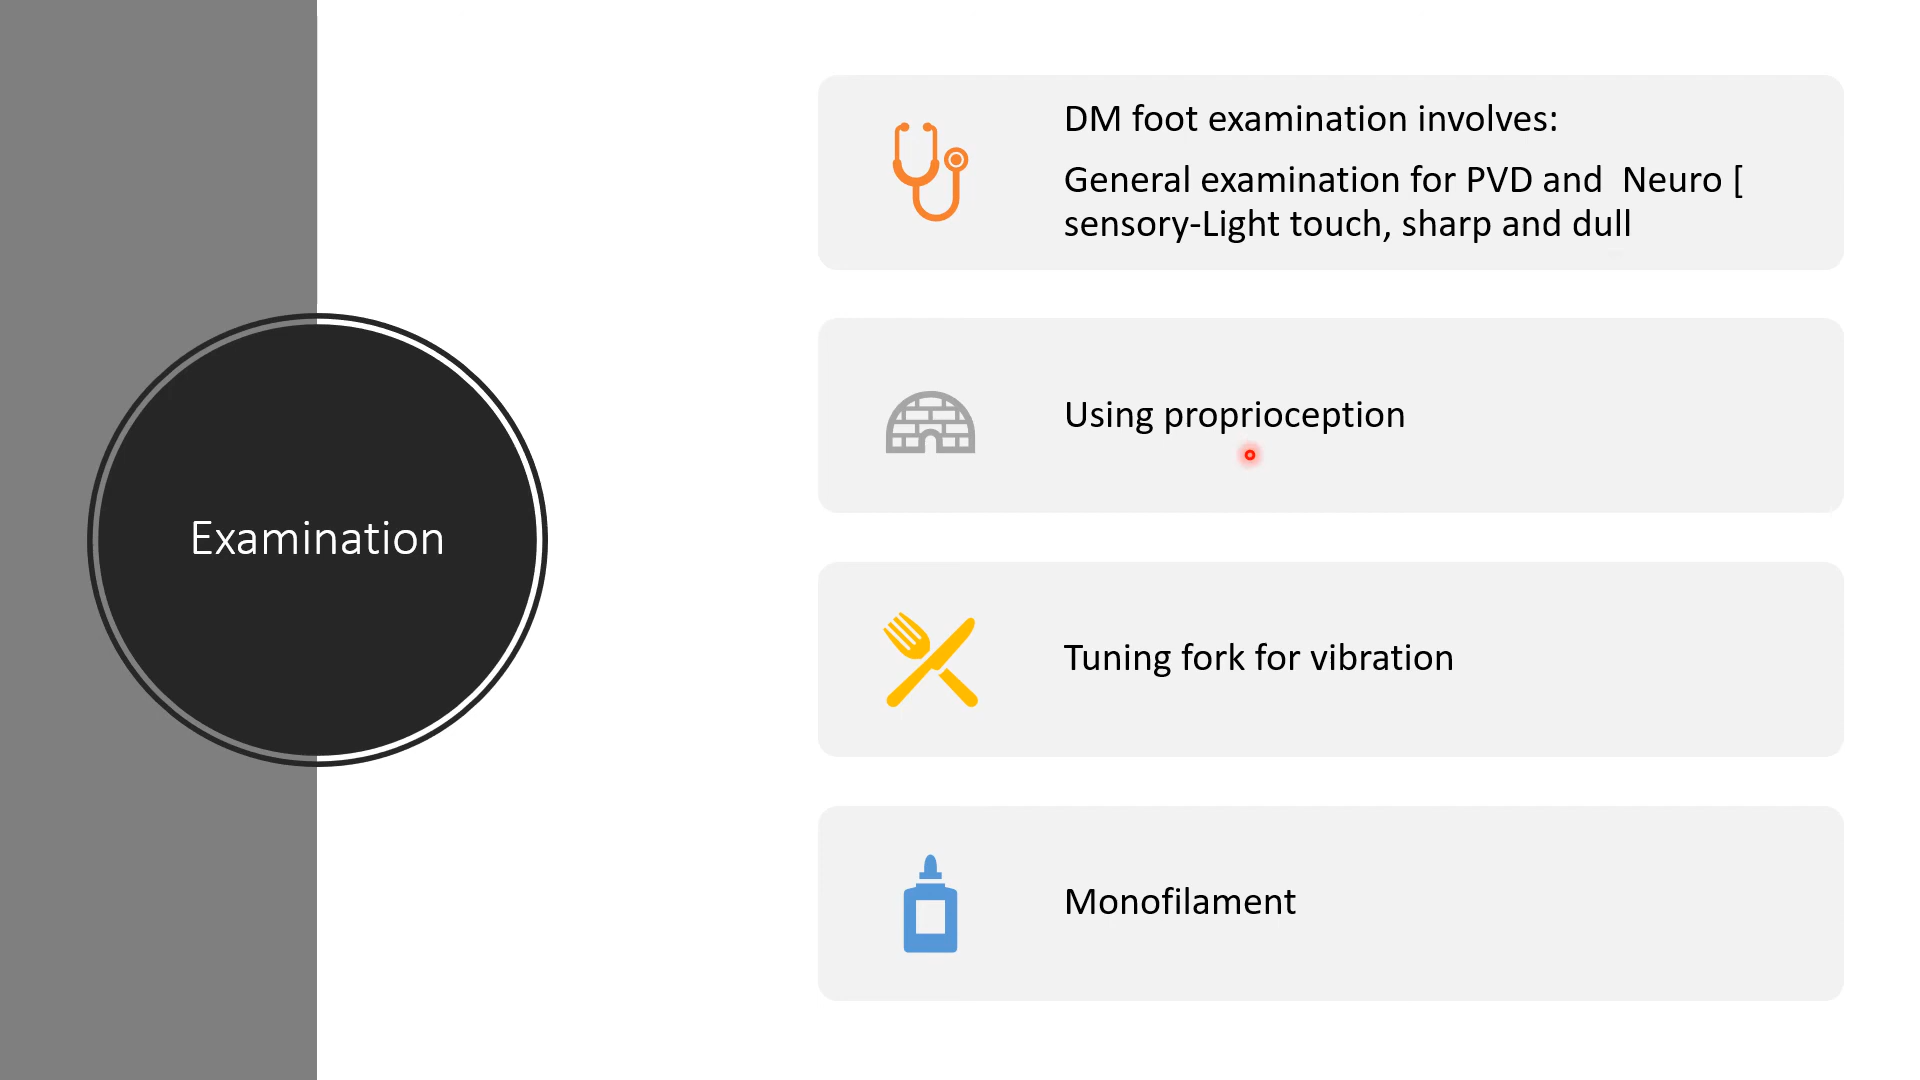 Examination
DM foot examination involves:
General examination for PVD and  Neuro [
sensory-Light touch, sharp and dull
Using proprioception
Tuning fork for vibration
Monofilament